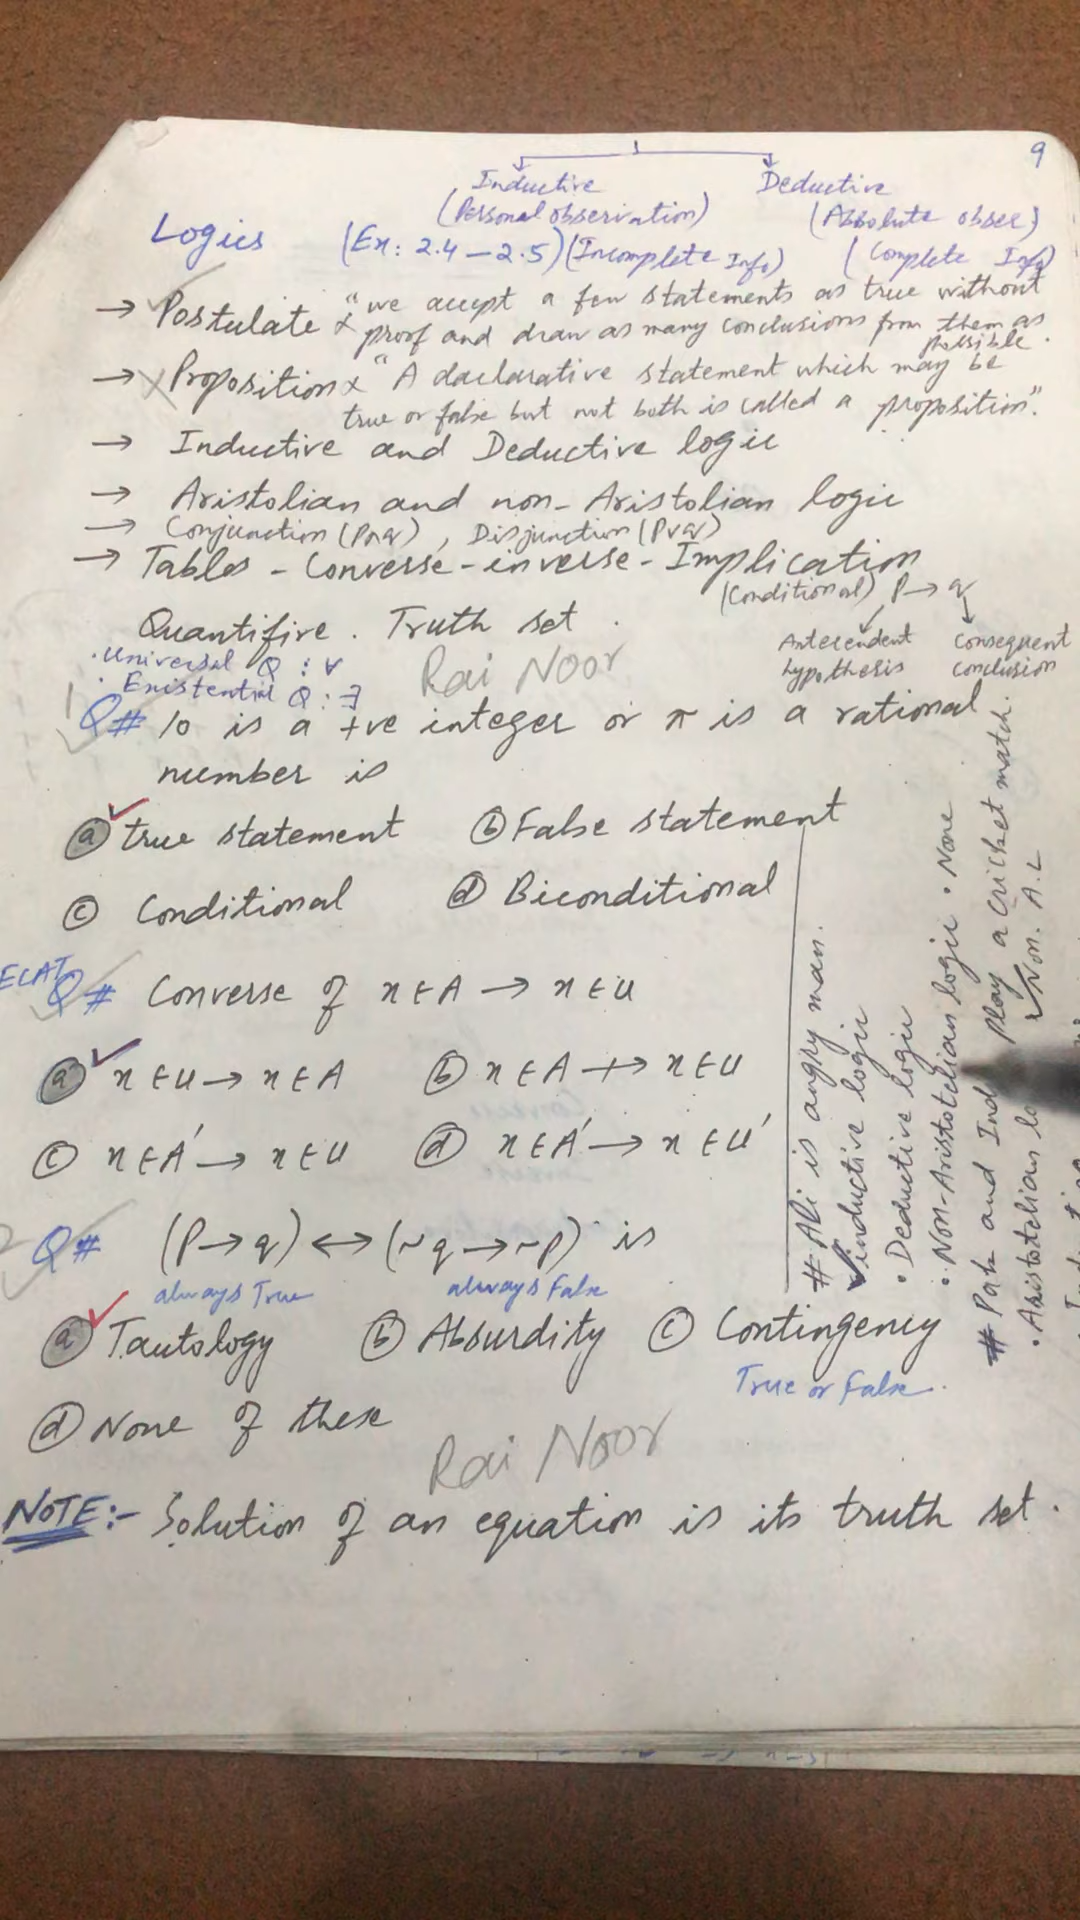 9
Inductive Deductive
(Personal observation) (Absolute obser)
Logics (Ex: 2.4 — 2.5) (Incomplete Info) (Complete Info)
→ Postulate "we accept a few statements as true without
proof and draw as many conclusions from them as
possible.
→ Proposition "A daclarative statement which may be
true or false but not both is called a proposition".
→ Inductive and Deductive logic
→ Aristolian and non-Aristolian logic
→ Conjunction (P∧q), Disjunction (P∨q)
→ Tables - Converse - inverse - Implication
(Conditional) P → q
Quantifire. Truth set.
Antecendent Consequent
hypothesis conclusion
· Universal Q : ∀
· Existential Q : ∃
Rai Noor
Q# 10 is a +ve integer or π is a rational
number is
ⓐ true statement ⓑ False statement
ⓒ Conditional ⓓ Biconditional
ECAT
Q# Converse of x∈A → x∈U
ⓐ x∈U → x∈A ⓑ x∈A ↛ x∈U
ⓒ x∈A' → x∈U ⓓ x∈A' → x∈U'
Q# (P→q) ↔ (~q→~p) is
always True always False
ⓐ Tautology ⓑ Absurdity ⓒ Contingency
True or False.
ⓓ None of these
Rai Noor
NOTE:- Solution of an equation is its truth set.
# Ali is angry man.
✓ inductive logic
· Deductive logic
· Non-Aristotelian logic · None
# Pak and Ind Play a cricket match.
· Aristotelian lo ✓ Non. A.L